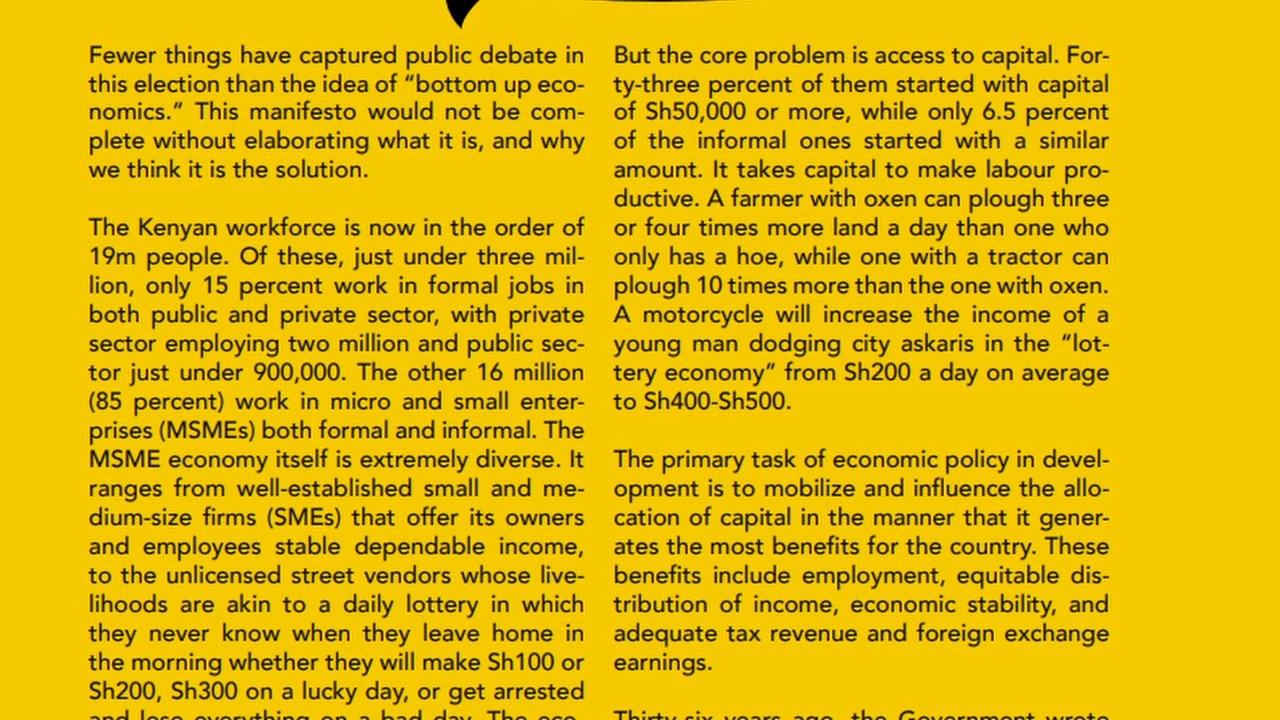 Fewer things have captured public debate in
this election than the idea of “bottom up eco-
nomics.” This manifesto would not be com-
plete without elaborating what it is, and why
we think it is the solution.
The Kenyan workforce is now in the order of
19m people. Of these, just under three mil-
lion, only 15 percent work in formal jobs in
both public and private sector, with private
sector employing two million and public sec-
tor just under 900,000. The other 16 million
(85 percent) work in micro and small enter-
prises (MSMEs) both formal and informal. The
MSME economy itself is extremely diverse. It
ranges from well-established small and me-
dium-size firms (SMEs) that offer its owners
and employees stable dependable income,
to the unlicensed street vendors whose live-
lihoods are akin to a daily lottery in which
they never know when they leave home in
the morning whether they will make Sh100 or
Sh200, Sh300 on a lucky day, or get arrested
and lose everything on a bad day. The eco-
But the core problem is access to capital. For-
ty-three percent of them started with capital
of Sh50,000 or more, while only 6.5 percent
of the informal ones started with a similar
amount. It takes capital to make labour pro-
ductive. A farmer with oxen can plough three
or four times more land a day than one who
only has a hoe, while one with a tractor can
plough 10 times more than the one with oxen.
A motorcycle will increase the income of a
young man dodging city askaris in the “lot-
tery economy” from Sh200 a day on average
to Sh400-Sh500.
The primary task of economic policy in devel-
opment is to mobilize and influence the allo-
cation of capital in the manner that it gener-
ates the most benefits for the country. These
benefits include employment, equitable dis-
tribution of income, economic stability, and
adequate tax revenue and foreign exchange
earnings.
Thirty-six years ago, the Government wrote